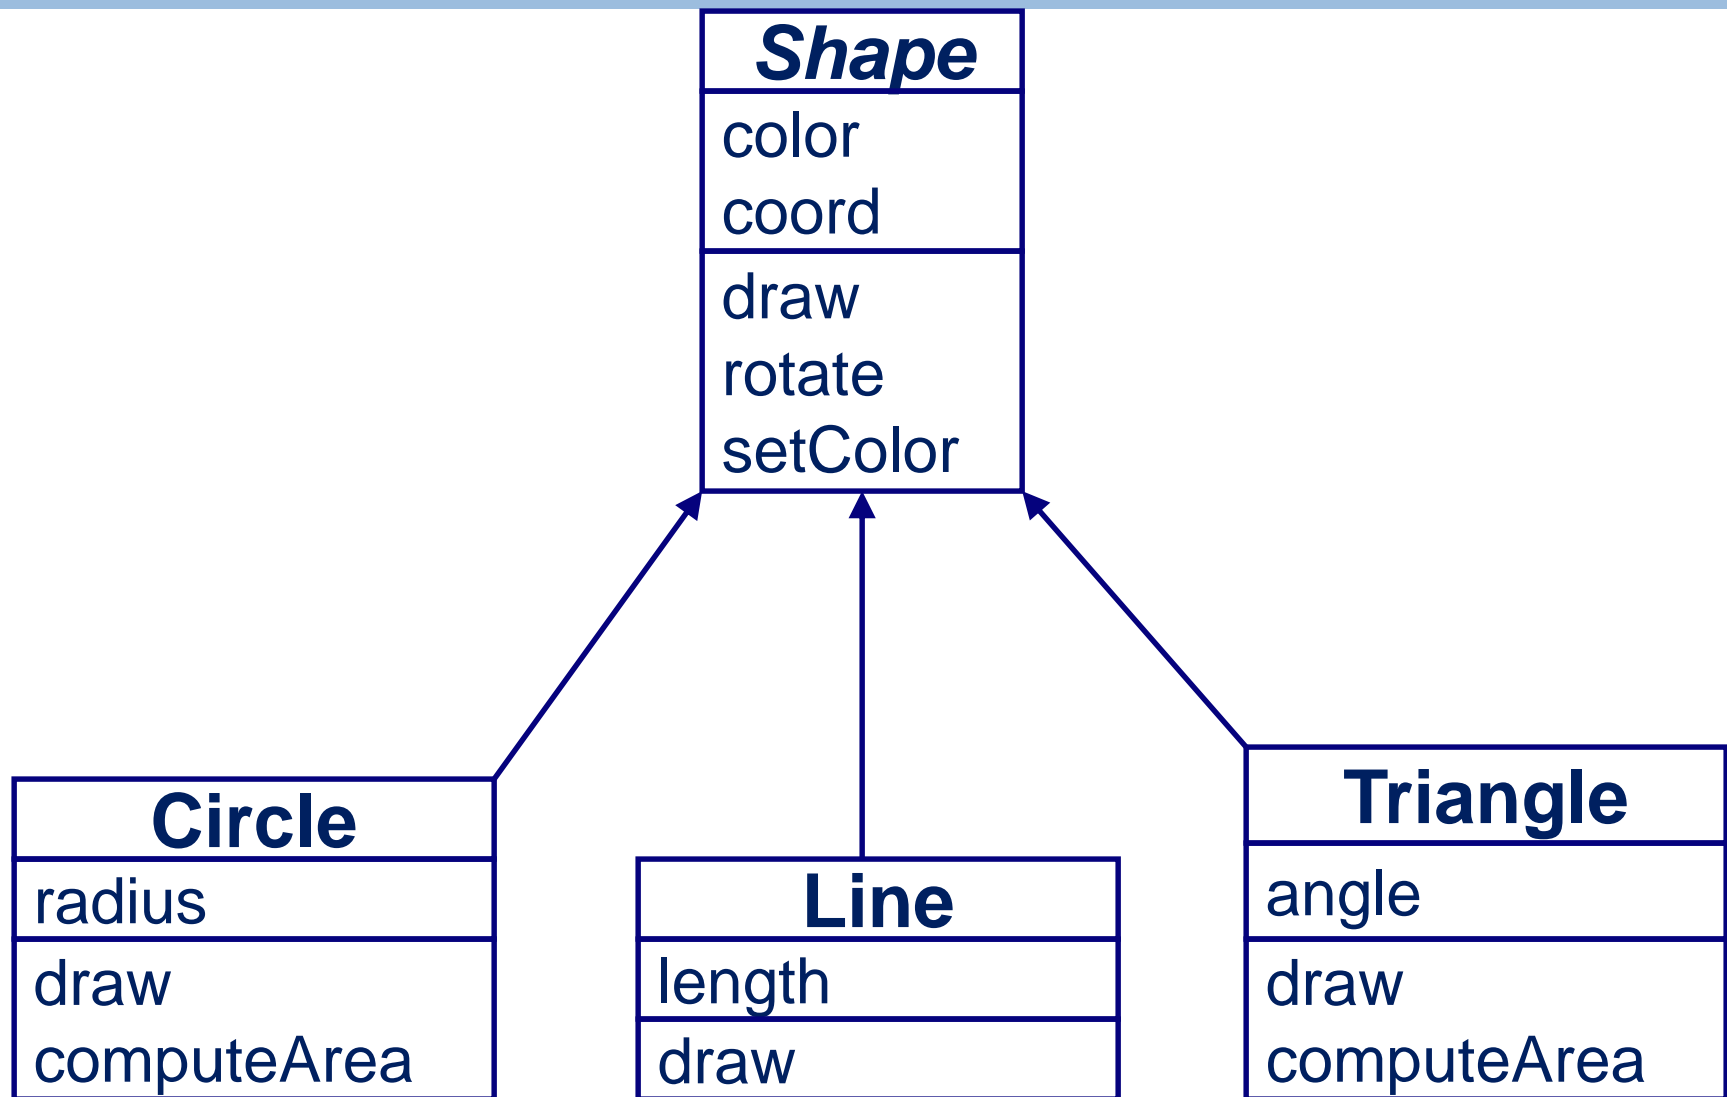 Shape
color
coord
draw
rotate
setColor
Circle
radius
draw
computeArea
Line
length
draw
Triangle
angle
draw
computeArea